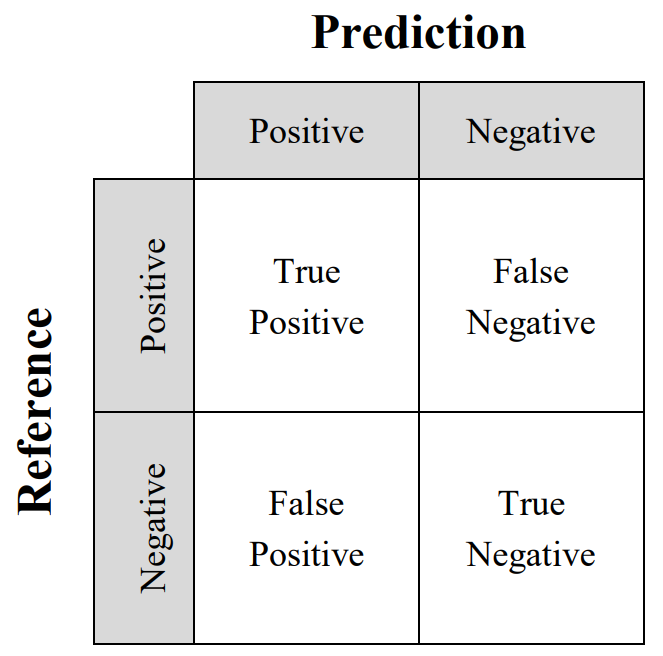 Prediction
Positive Negative
Reference
Positive
True
Positive
False
Negative
Negative
False
Positive
True
Negative